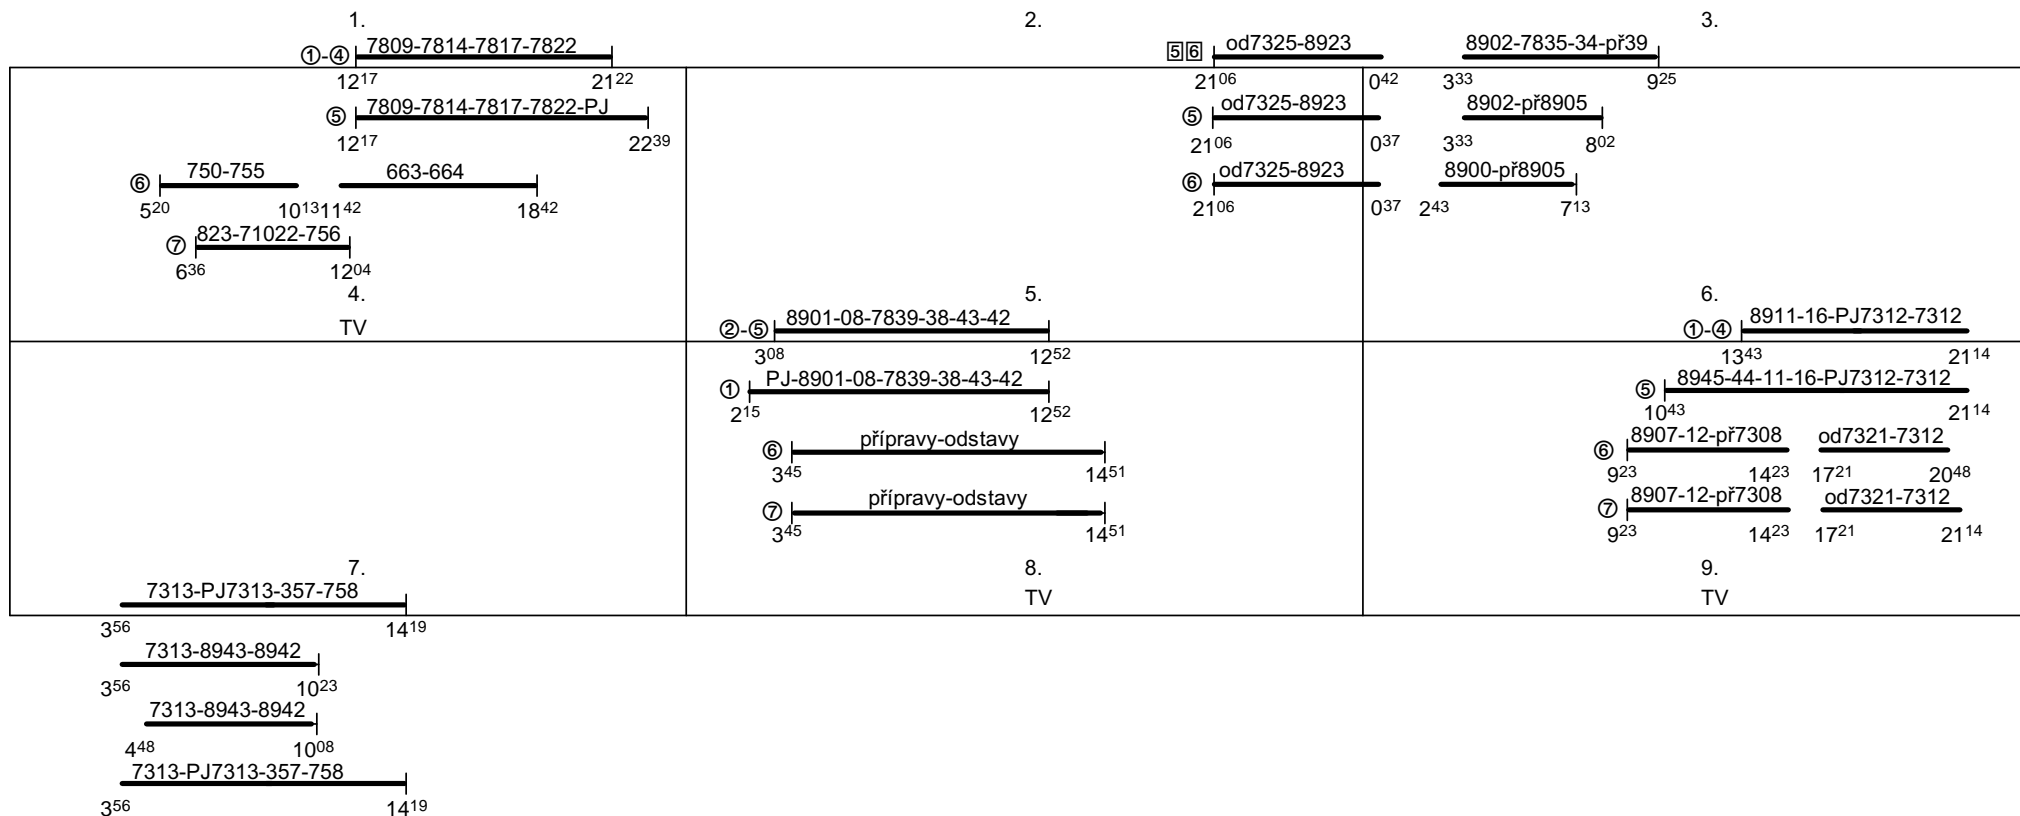 1. 2. 3.
①-④ 7809-7814-7817-7822 5 6 od7325-8923 8902-7835-34-př39
12¹⁷ 21²² 21⁰⁶ 0⁴² 3³³ 9²⁵
⑤ 7809-7814-7817-7822-PJ ⑤ od7325-8923 8902-př8905
12¹⁷ 22³⁹ 21⁰⁶ 0³⁷ 3³³ 8⁰²
⑥ 750-755 663-664 ⑥ od7325-8923 8900-př8905
5²⁰ 10¹³ 11⁴² 18⁴² 21⁰⁶ 0³⁷ 2⁴³ 7¹³
⑦ 823-71022-756
6³⁶ 12⁰⁴
4. 5. 6.
TV ②-⑤ 8901-08-7839-38-43-42 ①-④ 8911-16-PJ7312-7312
3⁰⁸ 12⁵² 13⁴³ 21¹⁴
① PJ-8901-08-7839-38-43-42 ⑤ 8945-44-11-16-PJ7312-7312
2¹⁵ 12⁵² 10⁴³ 21¹⁴
⑥ přípravy-odstavy ⑥ 8907-12-př7308 od7321-7312
3⁴⁵ 14⁵¹ 9²³ 14²³ 17²¹ 20⁴⁸
⑦ přípravy-odstavy ⑦ 8907-12-př7308 od7321-7312
3⁴⁵ 14⁵¹ 9²³ 14²³ 17²¹ 21¹⁴
7. 8. 9.
7313-PJ7313-357-758 TV TV
3⁵⁶ 14¹⁹
7313-8943-8942
3⁵⁶ 10²³
7313-8943-8942
4⁴⁸ 10⁰⁸
7313-PJ7313-357-758
3⁵⁶ 14¹⁹